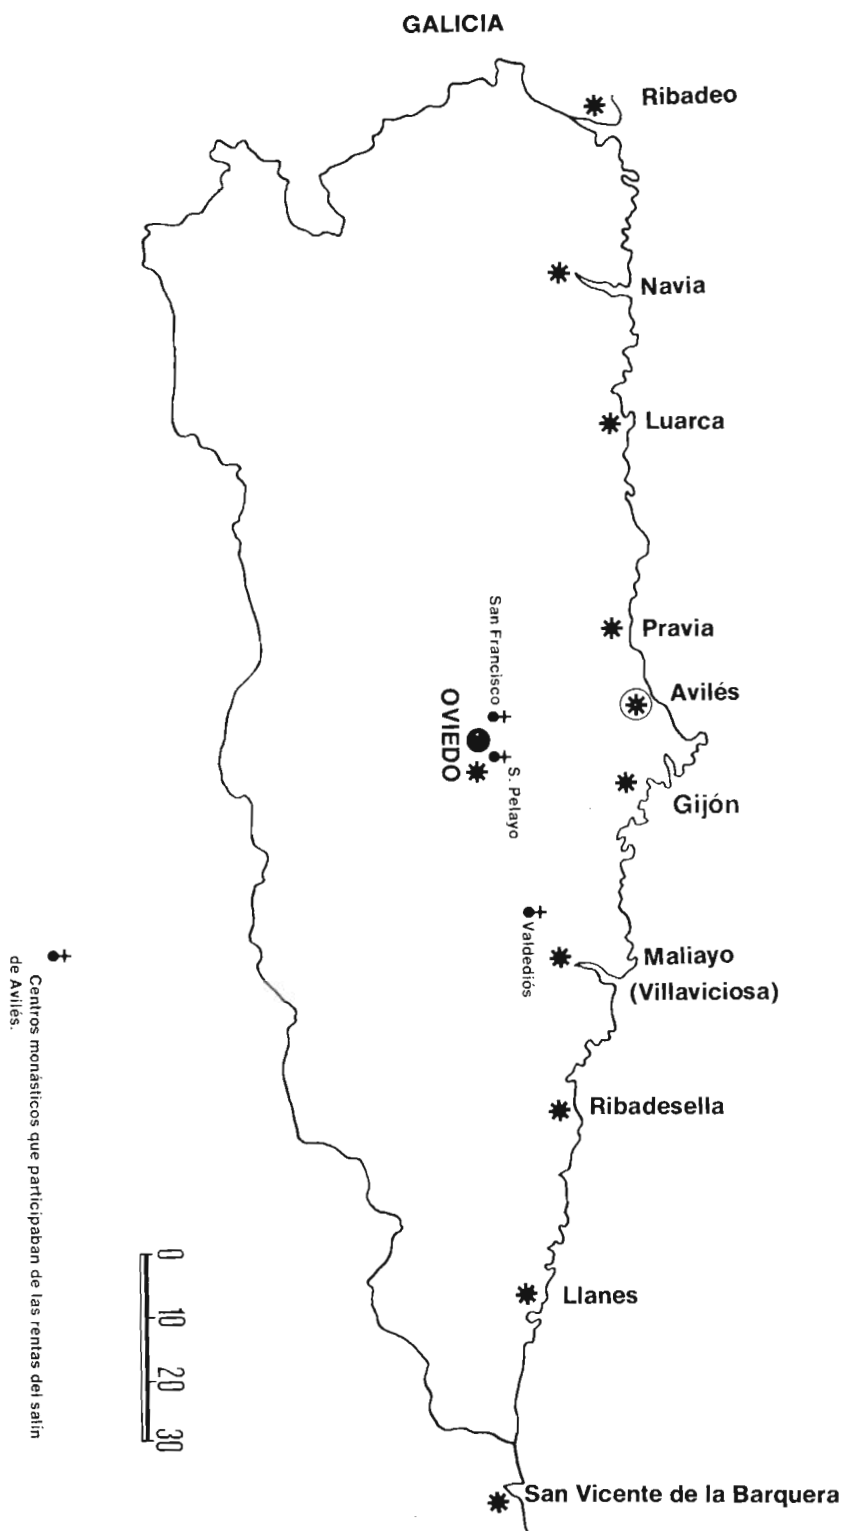 GALICIA
Ribadeo
Navia
Luarca
Pravia
Avilés
San Francisco
OVIEDO
S. Pelayo
Gijón
Valdediós
Maliayo
(Villaviciosa)
Ribadesella
Llanes
San Vicente de la Barquera
Centros monásticos que participaban de las rentas del salín
de Avilés.
0 10 20 30